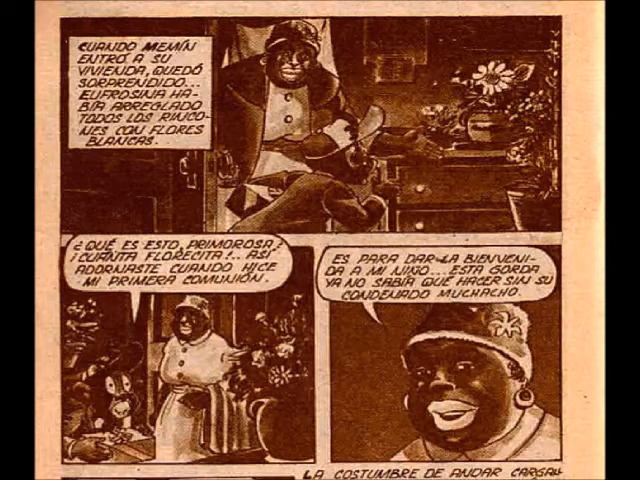 CUANDO MEMÍN
ENTRÓ A SU
VIVIENDA, QUEDÓ
SORPRENDIDO...
EUFROSINA HA-
BÍA ARREGLADO
TODOS LOS RINCO-
NES CON FLORES
BLANCAS.
¿QUÉ ES ESTO, PRIMOROSA?
¡CUÁNTA FLORECITA!.. ASÍ
ADORNASTE CUANDO HICE
MI PRIMERA COMUNIÓN.
ES PARA DAR LA BIENVENI-
DA A MI NIÑO... ESTA GORDA
YA NO SABÍA QUÉ HACER SIN SU
CONDENADO MUCHACHO.
LA COSTUMBRE DE ANDAR CARGA-